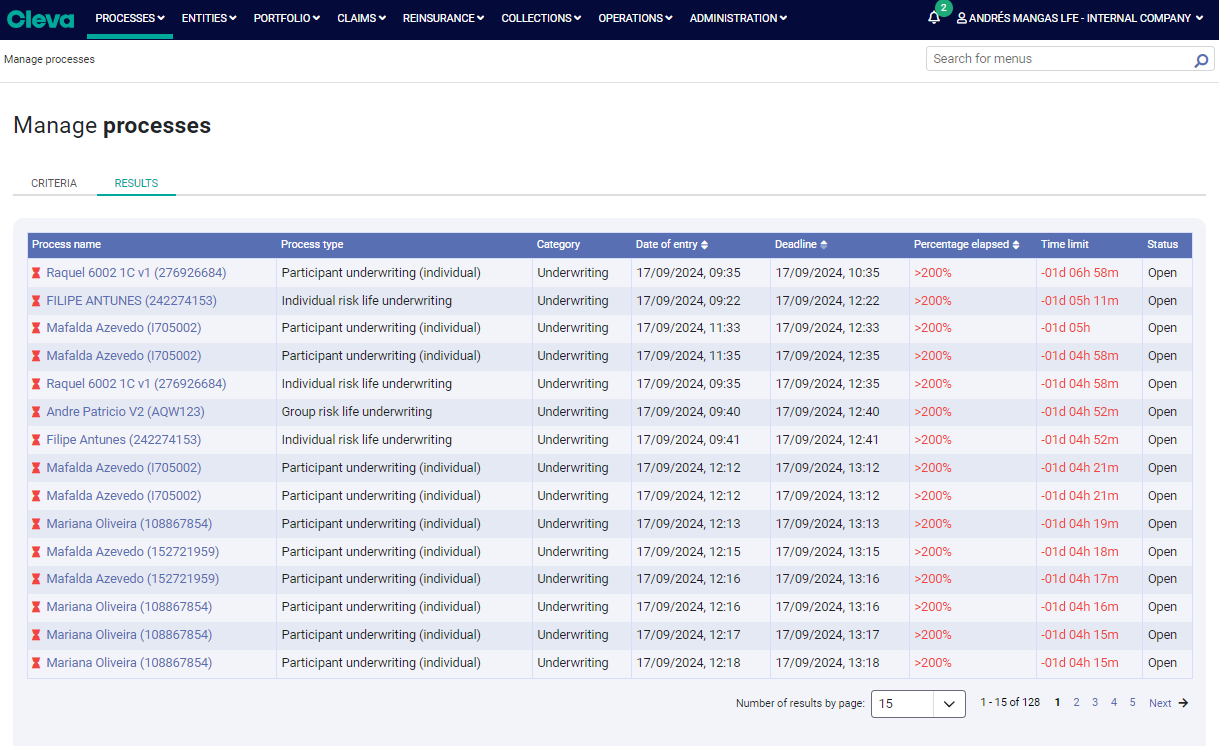 Cleva PROCESSES ENTITIES PORTFOLIO CLAIMS REINSURANCE COLLECTIONS OPERATIONS ADMINISTRATION 2 ANDRÉS MANGAS LFE - INTERNAL COMPANY
Manage processes Search for menus
Manage processes
CRITERIA RESULTS
Process name Process type Category Date of entry Deadline Percentage elapsed Time limit Status
Raquel 6002 1C v1 (276926684) Participant underwriting (individual) Underwriting 17/09/2024, 09:35 17/09/2024, 10:35 >200% -01d 06h 58m Open
FILIPE ANTUNES (242274153) Individual risk life underwriting Underwriting 17/09/2024, 09:22 17/09/2024, 12:22 >200% -01d 05h 11m Open
Mafalda Azevedo (I705002) Participant underwriting (individual) Underwriting 17/09/2024, 11:33 17/09/2024, 12:33 >200% -01d 05h Open
Mafalda Azevedo (I705002) Participant underwriting (individual) Underwriting 17/09/2024, 11:35 17/09/2024, 12:35 >200% -01d 04h 58m Open
Raquel 6002 1C v1 (276926684) Individual risk life underwriting Underwriting 17/09/2024, 09:35 17/09/2024, 12:35 >200% -01d 04h 58m Open
Andre Patricio V2 (AQW123) Group risk life underwriting Underwriting 17/09/2024, 09:40 17/09/2024, 12:40 >200% -01d 04h 52m Open
Filipe Antunes (242274153) Individual risk life underwriting Underwriting 17/09/2024, 09:41 17/09/2024, 12:41 >200% -01d 04h 52m Open
Mafalda Azevedo (I705002) Participant underwriting (individual) Underwriting 17/09/2024, 12:12 17/09/2024, 13:12 >200% -01d 04h 21m Open
Mafalda Azevedo (I705002) Participant underwriting (individual) Underwriting 17/09/2024, 12:12 17/09/2024, 13:12 >200% -01d 04h 21m Open
Mariana Oliveira (108867854) Participant underwriting (individual) Underwriting 17/09/2024, 12:13 17/09/2024, 13:13 >200% -01d 04h 19m Open
Mafalda Azevedo (152721959) Participant underwriting (individual) Underwriting 17/09/2024, 12:15 17/09/2024, 13:15 >200% -01d 04h 18m Open
Mafalda Azevedo (152721959) Participant underwriting (individual) Underwriting 17/09/2024, 12:16 17/09/2024, 13:16 >200% -01d 04h 17m Open
Mariana Oliveira (108867854) Participant underwriting (individual) Underwriting 17/09/2024, 12:16 17/09/2024, 13:16 >200% -01d 04h 16m Open
Mariana Oliveira (108867854) Participant underwriting (individual) Underwriting 17/09/2024, 12:17 17/09/2024, 13:17 >200% -01d 04h 15m Open
Mariana Oliveira (108867854) Participant underwriting (individual) Underwriting 17/09/2024, 12:18 17/09/2024, 13:18 >200% -01d 04h 15m Open
Number of results by page: 15 1 - 15 of 128 1 2 3 4 5 Next